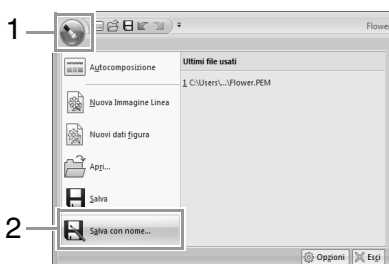 1
Flowe
Autocomposizione
Ultimi file usati
1 C:\Users\...\Flower.PEM
Nuova Immagine Linea
Nuovi dati figura
Apri...
Salva
2
Salva con nome...
Opzioni
Esci